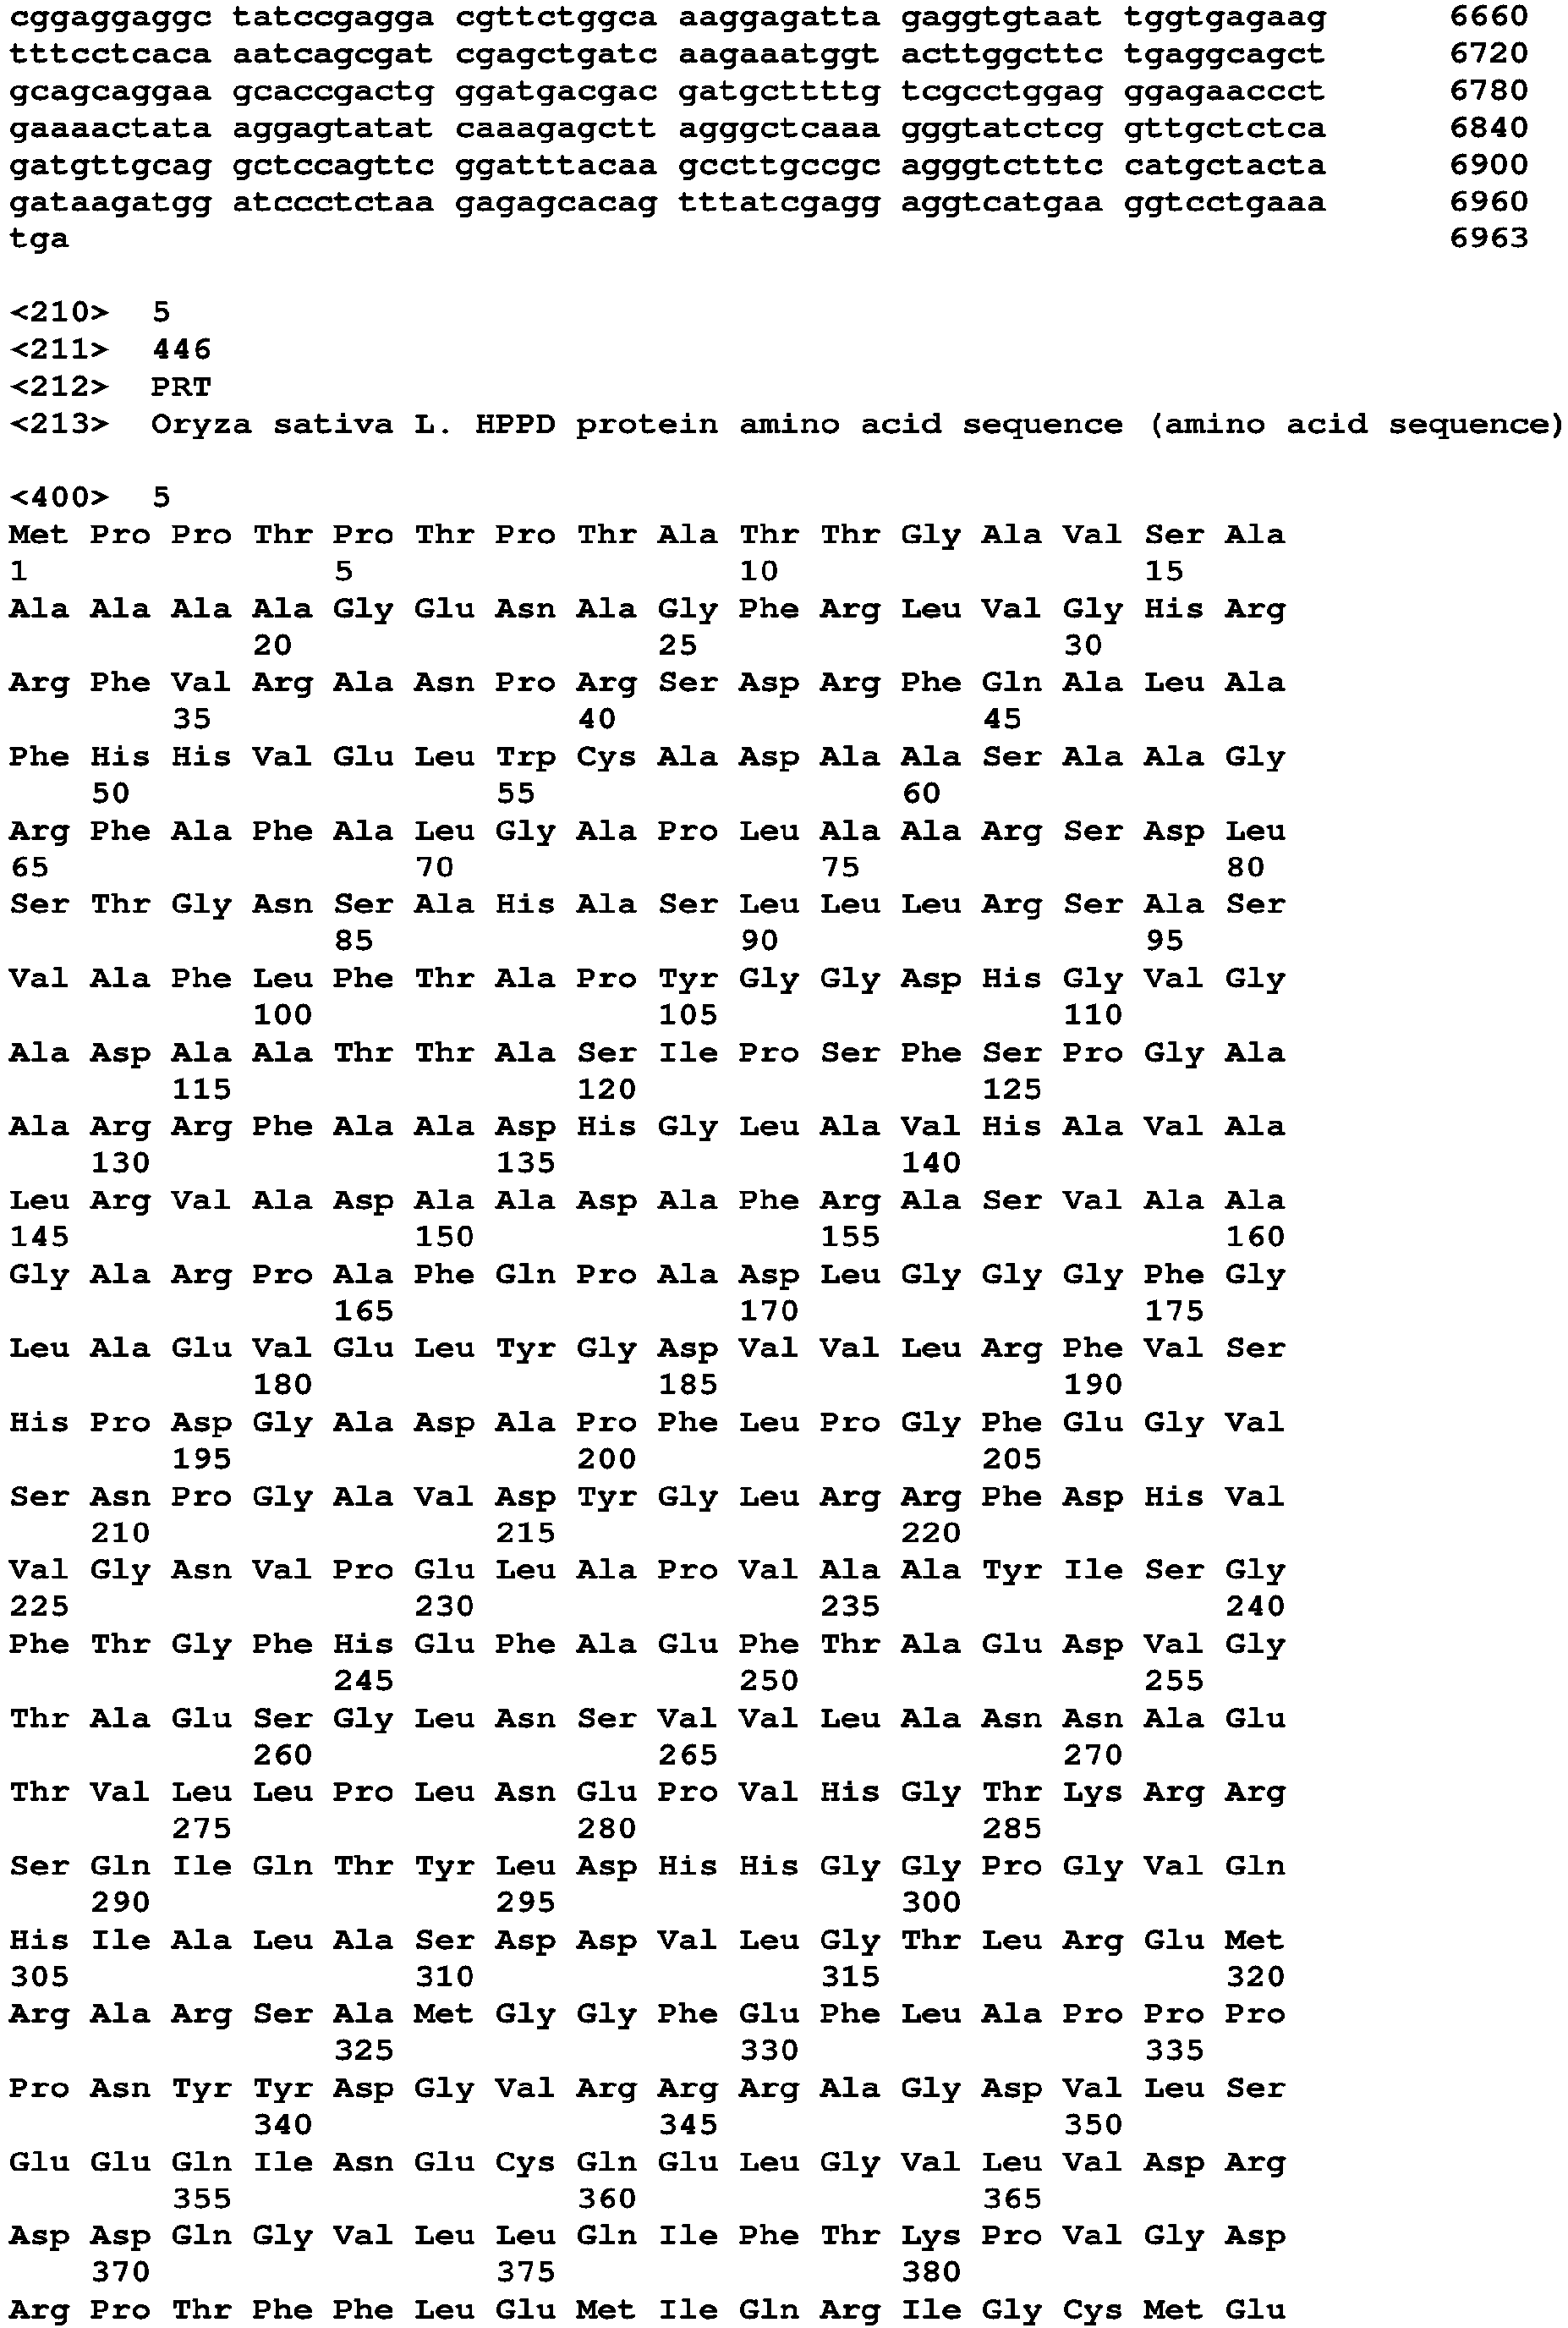 cggaggaggc tatccgagga cgttctggca aaggagatta gaggtgtaat tggtgagaag 6660
tttcctcaca aatcagcgat cgagctgatc aagaaatggt acttggcttc tgaggcagct 6720
gcagcaggaa gcaccgactg ggatgacgac gatgcttttg tcgcctggag ggagaaccct 6780
gaaaactata aggagtatat caaagagctt agggctcaaa gggtatctcg gttgctctca 6840
gatgttgcag gctccagttc ggatttacaa gccttgccgc agggtctttc catgctacta 6900
gataagatgg atccctctaa gagagcacag tttatcgagg aggtcatgaa ggtcctgaaa 6960
tga 6963
<210> 5
<211> 446
<212> PRT
<213> Oryza sativa L. HPPD protein amino acid sequence (amino acid sequence)
<400> 5
Met Pro Pro Thr Pro Thr Pro Thr Ala Thr Thr Gly Ala Val Ser Ala
1 5 10 15
Ala Ala Ala Ala Gly Glu Asn Ala Gly Phe Arg Leu Val Gly His Arg
20 25 30
Arg Phe Val Arg Ala Asn Pro Arg Ser Asp Arg Phe Gln Ala Leu Ala
35 40 45
Phe His His Val Glu Leu Trp Cys Ala Asp Ala Ala Ser Ala Ala Gly
50 55 60
Arg Phe Ala Phe Ala Leu Gly Ala Pro Leu Ala Ala Arg Ser Asp Leu
65 70 75 80
Ser Thr Gly Asn Ser Ala His Ala Ser Leu Leu Leu Arg Ser Ala Ser
85 90 95
Val Ala Phe Leu Phe Thr Ala Pro Tyr Gly Gly Asp His Gly Val Gly
100 105 110
Ala Asp Ala Ala Thr Thr Ala Ser Ile Pro Ser Phe Ser Pro Gly Ala
115 120 125
Ala Arg Arg Phe Ala Ala Asp His Gly Leu Ala Val His Ala Val Ala
130 135 140
Leu Arg Val Ala Asp Ala Ala Asp Ala Phe Arg Ala Ser Val Ala Ala
145 150 155 160
Gly Ala Arg Pro Ala Phe Gln Pro Ala Asp Leu Gly Gly Gly Phe Gly
165 170 175
Leu Ala Glu Val Glu Leu Tyr Gly Asp Val Val Leu Arg Phe Val Ser
180 185 190
His Pro Asp Gly Ala Asp Ala Pro Phe Leu Pro Gly Phe Glu Gly Val
195 200 205
Ser Asn Pro Gly Ala Val Asp Tyr Gly Leu Arg Arg Phe Asp His Val
210 215 220
Val Gly Asn Val Pro Glu Leu Ala Pro Val Ala Ala Tyr Ile Ser Gly
225 230 235 240
Phe Thr Gly Phe His Glu Phe Ala Glu Phe Thr Ala Glu Asp Val Gly
245 250 255
Thr Ala Glu Ser Gly Leu Asn Ser Val Val Leu Ala Asn Asn Ala Glu
260 265 270
Thr Val Leu Leu Pro Leu Asn Glu Pro Val His Gly Thr Lys Arg Arg
275 280 285
Ser Gln Ile Gln Thr Tyr Leu Asp His His Gly Gly Pro Gly Val Gln
290 295 300
His Ile Ala Leu Ala Ser Asp Asp Val Leu Gly Thr Leu Arg Glu Met
305 310 315 320
Arg Ala Arg Ser Ala Met Gly Gly Phe Glu Phe Leu Ala Pro Pro Pro
325 330 335
Pro Asn Tyr Tyr Asp Gly Val Arg Arg Arg Ala Gly Asp Val Leu Ser
340 345 350
Glu Glu Gln Ile Asn Glu Cys Gln Glu Leu Gly Val Leu Val Asp Arg
355 360 365
Asp Asp Gln Gly Val Leu Leu Gln Ile Phe Thr Lys Pro Val Gly Asp
370 375 380
Arg Pro Thr Phe Phe Leu Glu Met Ile Gln Arg Ile Gly Cys Met Glu